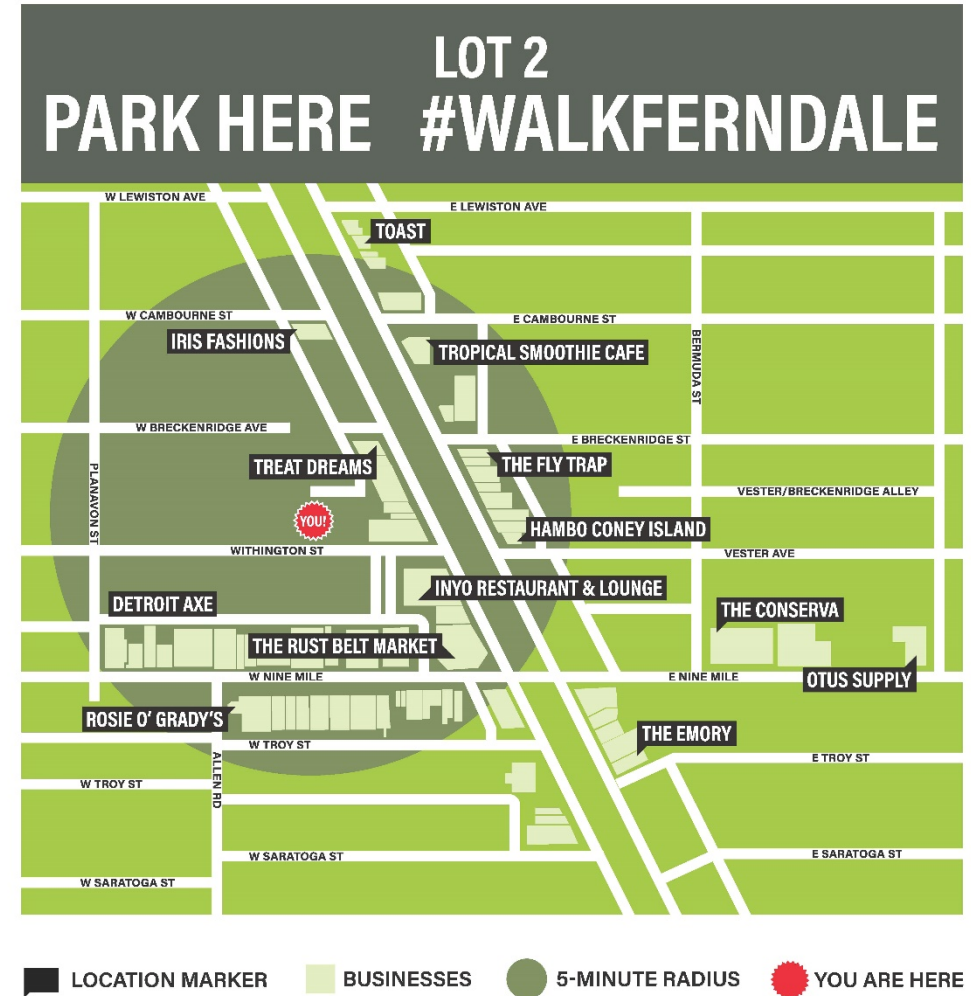 LOT 2
PARK HERE #WALKFERNDALE
W LEWISTON AVE
E LEWISTON AVE
TOAST
W CAMBOURNE ST
E CAMBOURNE ST
IRIS FASHIONS
TROPICAL SMOOTHIE CAFE
BERMUDA ST
W BRECKENRIDGE AVE
E BRECKENRIDGE ST
TREAT DREAMS
THE FLY TRAP
PLANAVON ST
VESTER/BRECKENRIDGE ALLEY
YOU!
HAMBO CONEY ISLAND
WITHINGTON ST
VESTER AVE
INYO RESTAURANT & LOUNGE
DETROIT AXE
THE CONSERVA
THE RUST BELT MARKET
W NINE MILE
E NINE MILE
OTUS SUPPLY
ROSIE O' GRADY'S
THE EMORY
W TROY ST
E TROY ST
ALLEN RD
W TROY ST
W SARATOGA ST
E SARATOGA ST
W SARATOGA ST
LOCATION MARKER
BUSINESSES
5-MINUTE RADIUS
YOU ARE HERE